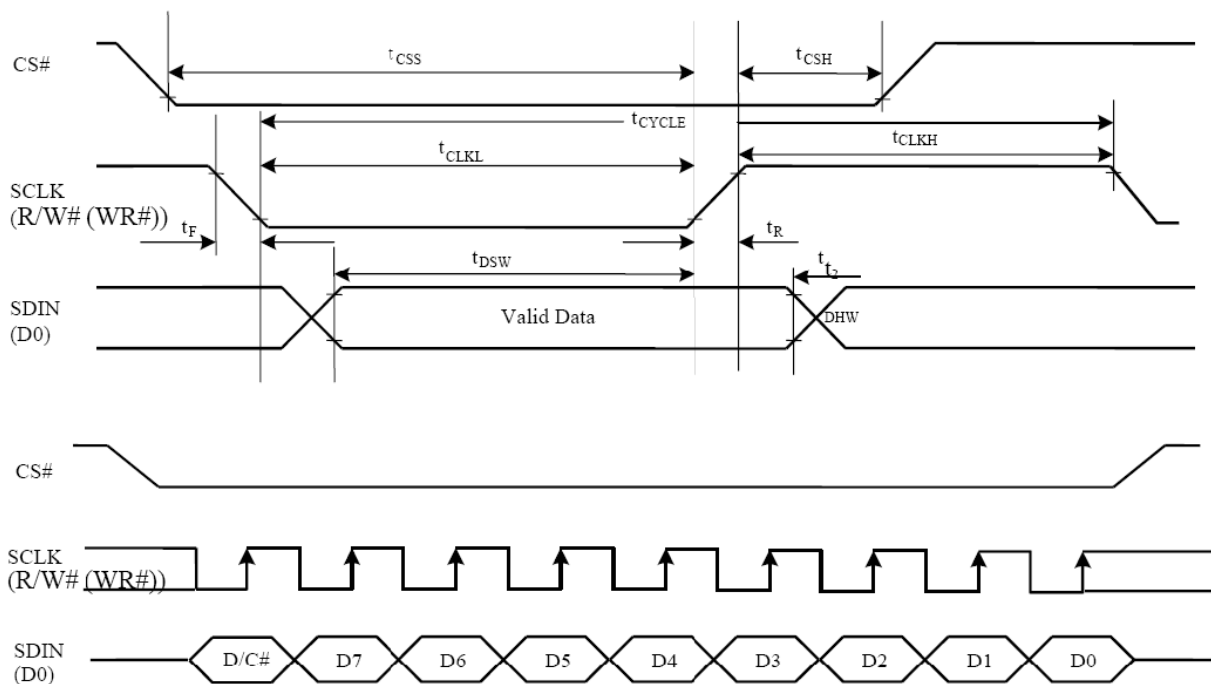 CS#
tCSS
tCSH
tCYCLE
tCLKL
tCLKH
SCLK
(R/W# (WR#))
tF
tR
tDSW
t
t2
SDIN
(D0)
Valid Data
DHW
CS#
SCLK
(R/W# (WR#))
SDIN
(D0)
D/C# D7 D6 D5 D4 D3 D2 D1 D0